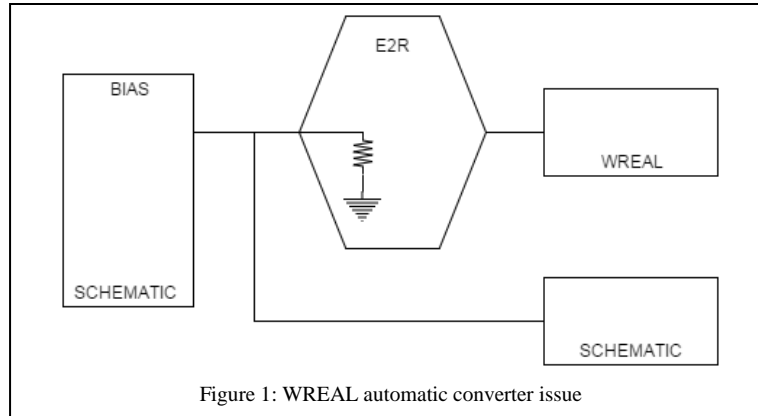 E2R
BIAS
WREAL
SCHEMATIC
SCHEMATIC
Figure 1: WREAL automatic converter issue